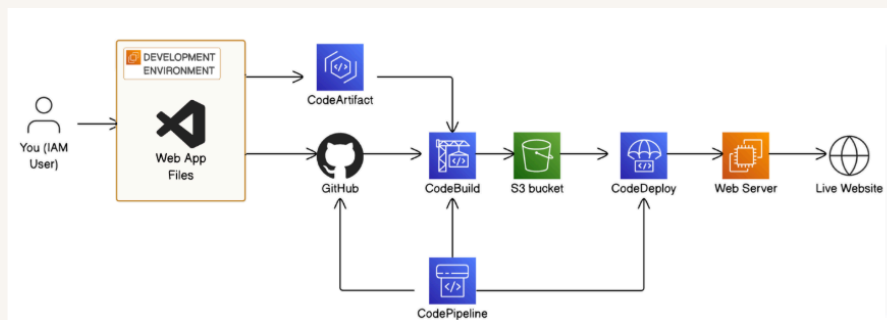 DEVELOPMENT
ENVIRONMENT
You (IAM
User)
Web App
Files
CodeArtifact
GitHub
CodeBuild
S3 bucket
CodeDeploy
Web Server
Live Website
CodePipeline